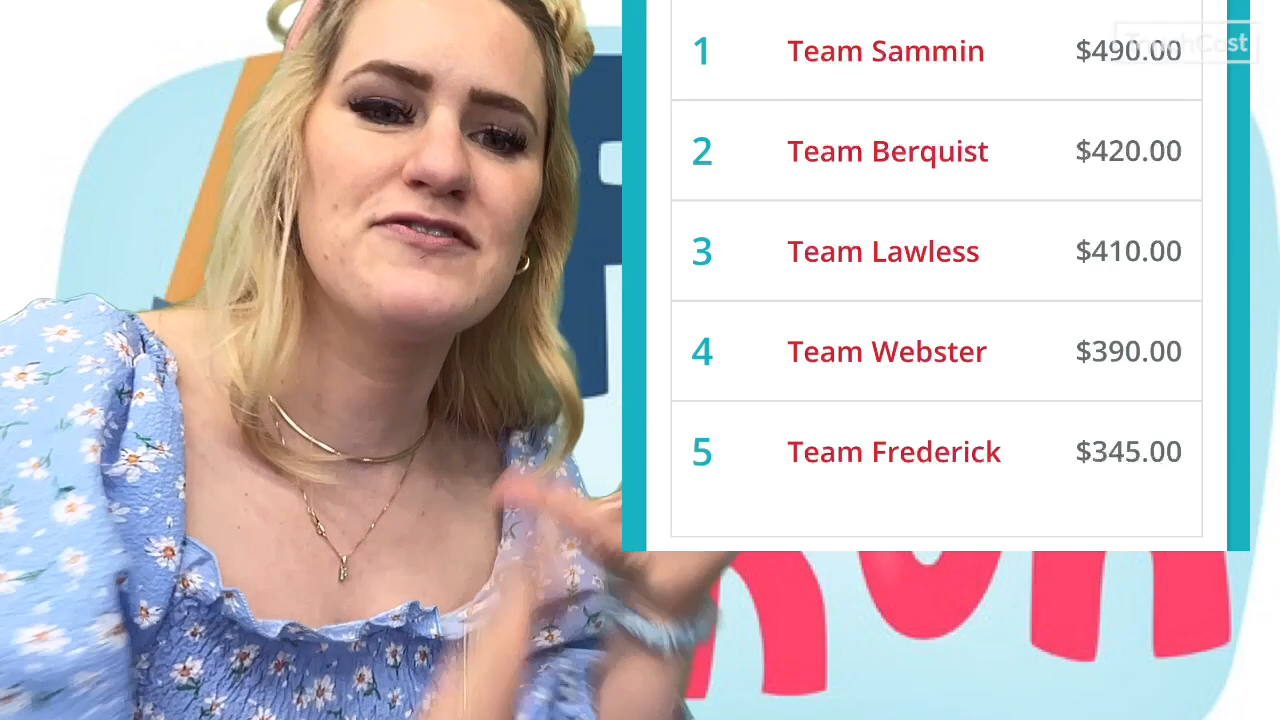 TouchCast
1 Team Sammin $490.00
2 Team Berquist $420.00
3 Team Lawless $410.00
4 Team Webster $390.00
5 Team Frederick $345.00